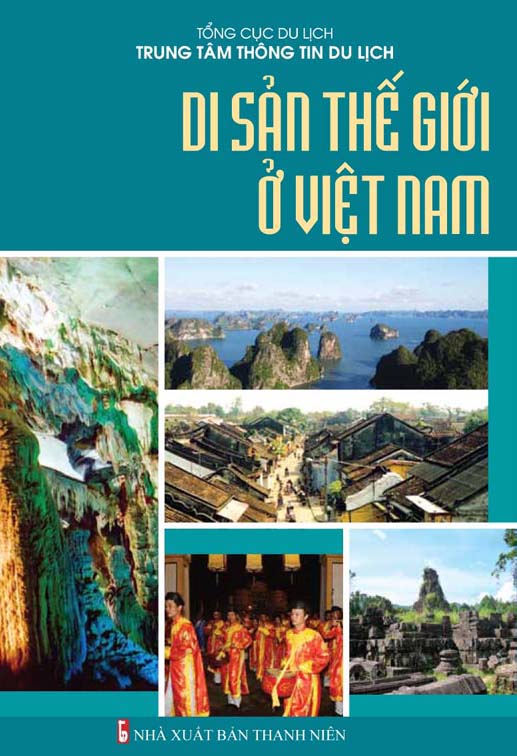 TỔNG CỤC DU LỊCH
TRUNG TÂM THÔNG TIN DU LỊCH
DI SẢN THẾ GIỚI
Ở VIỆT NAM
NHÀ XUẤT BẢN THANH NIÊN